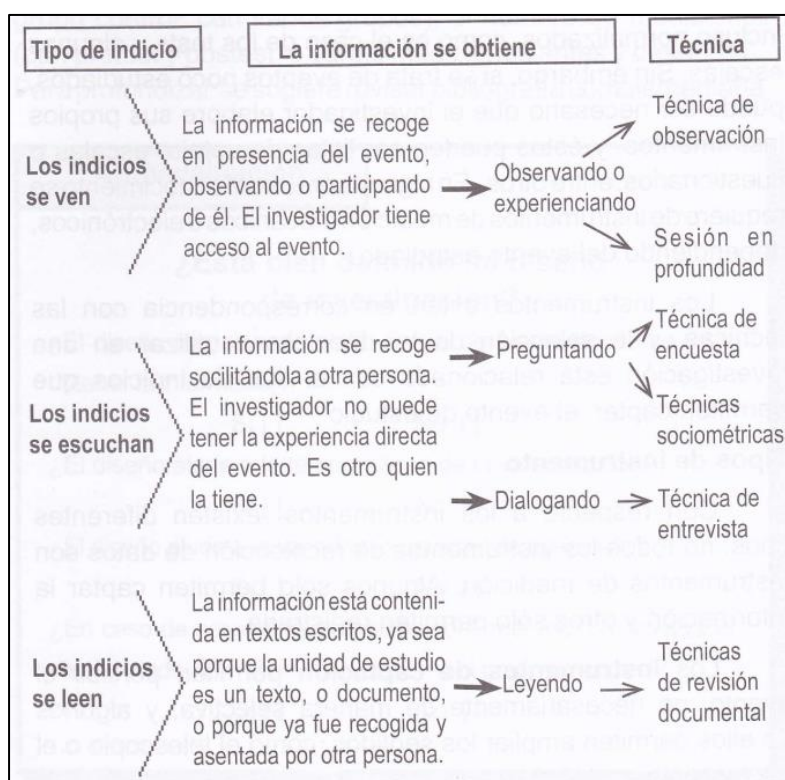 Tipo de indicio
La información se obtiene
Técnica
Los indicios
se ven
La información se recoge
en presencia del evento,
observando o participando
de él. El investigador tiene
acceso al evento.
Observando o
experienciando
Técnica de
observación
Sesión en
profundidad
Los indicios
se escuchan
La información se recoge
socilitándola a otra persona.
El investigador no puede
tener la experiencia directa
del evento. Es otro quien
la tiene.
Preguntando
Técnica de
encuesta
Técnicas
sociométricas
Dialogando
Técnica de
entrevista
Los indicios
se leen
La información está conteni-
da en textos escritos, ya sea
porque la unidad de estudio
es un texto, o documento,
o porque ya fue recogida y
asentada por otra persona.
Leyendo
Técnicas
de revisión
documental